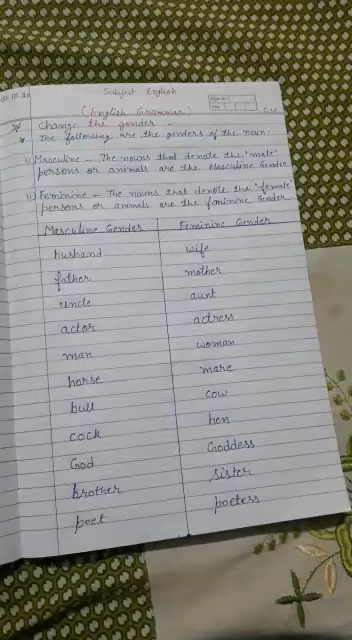 Subject English
(English Grammar) C.W
Change the gender -
The following are the genders of the noun:
i) Masculine - The nouns that denote the "male"
persons or animals are the Masculine Gender
ii) Feminine - The nouns that denote the "female"
persons or animals are the feminine Gender
Masculine Gender Feminine Gender
husband wife
father mother
uncle aunt
actor actress
man woman
horse mare
bull cow
cock hen
God Goddess
brother sister
poet poetess